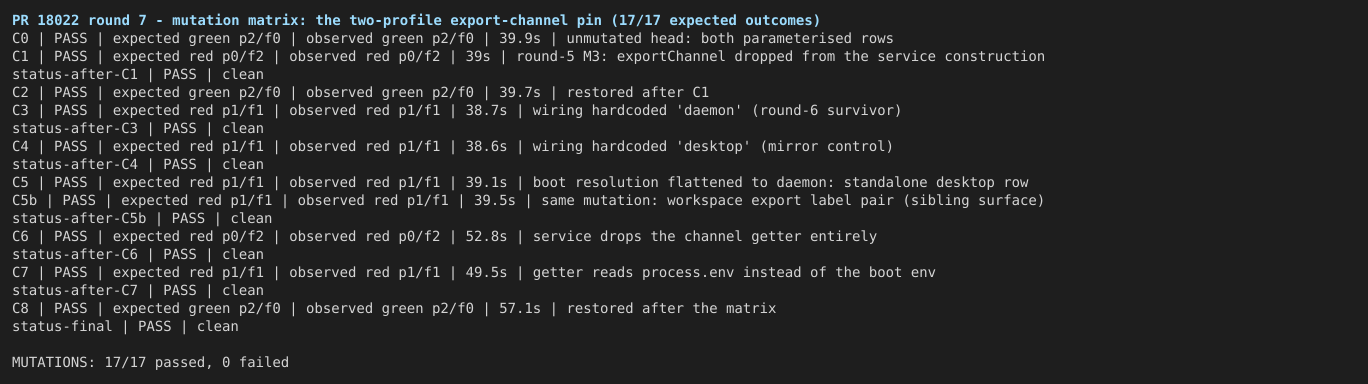 PR 18022 round 7 - mutation matrix: the two-profile export-channel pin (17/17 expected outcomes)
C0 | PASS | expected green p2/f0 | observed green p2/f0 | 39.9s | unmutated head: both parameterised rows
C1 | PASS | expected red p0/f2 | observed red p0/f2 | 39s | round-5 M3: exportChannel dropped from the service construction
status-after-C1 | PASS | clean
C2 | PASS | expected green p2/f0 | observed green p2/f0 | 39.7s | restored after C1
C3 | PASS | expected red p1/f1 | observed red p1/f1 | 38.7s | wiring hardcoded 'daemon' (round-6 survivor)
status-after-C3 | PASS | clean
C4 | PASS | expected red p1/f1 | observed red p1/f1 | 38.6s | wiring hardcoded 'desktop' (mirror control)
status-after-C4 | PASS | clean
C5 | PASS | expected red p1/f1 | observed red p1/f1 | 39.1s | boot resolution flattened to daemon: standalone desktop row
C5b | PASS | expected red p1/f1 | observed red p1/f1 | 39.5s | same mutation: workspace export label pair (sibling surface)
status-after-C5b | PASS | clean
C6 | PASS | expected red p0/f2 | observed red p0/f2 | 52.8s | service drops the channel getter entirely
status-after-C6 | PASS | clean
C7 | PASS | expected red p1/f1 | observed red p1/f1 | 49.5s | getter reads process.env instead of the boot env
status-after-C7 | PASS | clean
C8 | PASS | expected green p2/f0 | observed green p2/f0 | 57.1s | restored after the matrix
status-final | PASS | clean
MUTATIONS: 17/17 passed, 0 failed